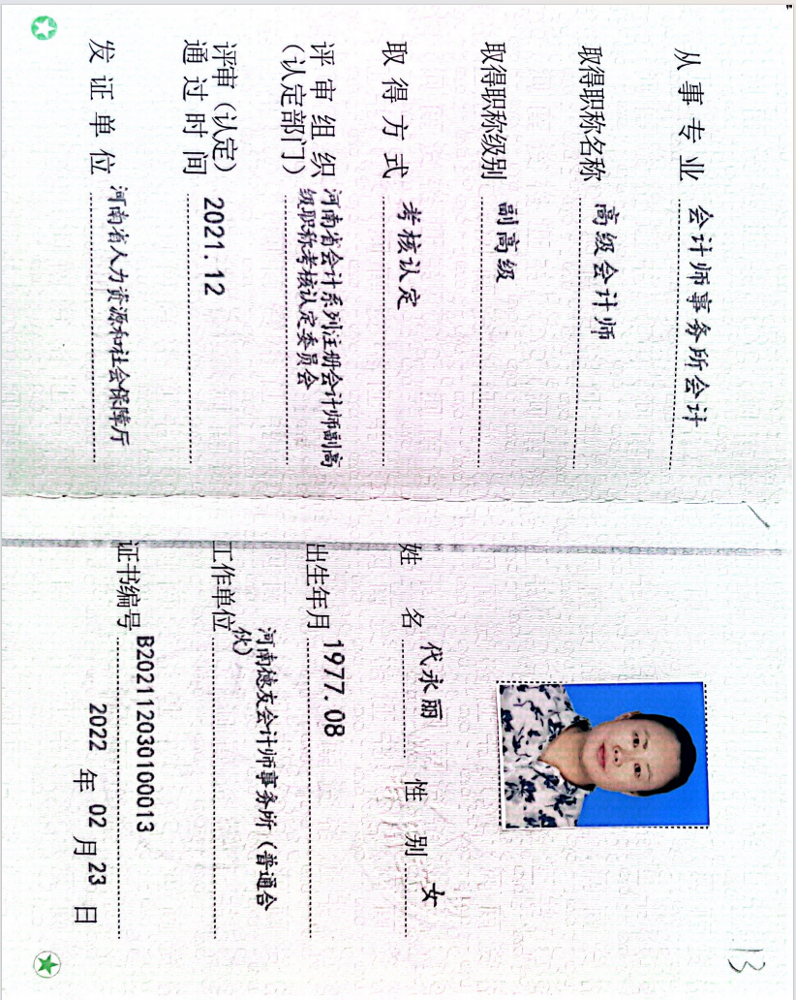 从事专业 会计师事务所会计
取得职称名称 高级会计师
取得职称级别 副高级
取得方式 考核认定
评审组织 河南省会计系列注册会计师副高
(认定部门) 级职称考核认定委员会
评审(认定)
通过时间 2021.12
发证单位 河南省人力资源和社会保障厅
姓名 代永丽 性别 女
出生年月 1977.08
工作单位 河南德友会计师事务所(普通合
伙)
证书编号 B202112030100013
2022 年 02 月 23 日
13